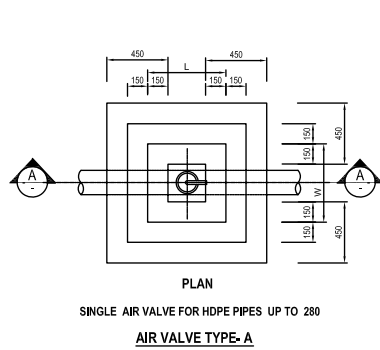 450 450
L
150 150 150 150
A - A -
150 150 150 150
W
450 450
PLAN
SINGLE AIR VALVE FOR HDPE PIPES UP TO 280
AIR VALVE TYPE- A